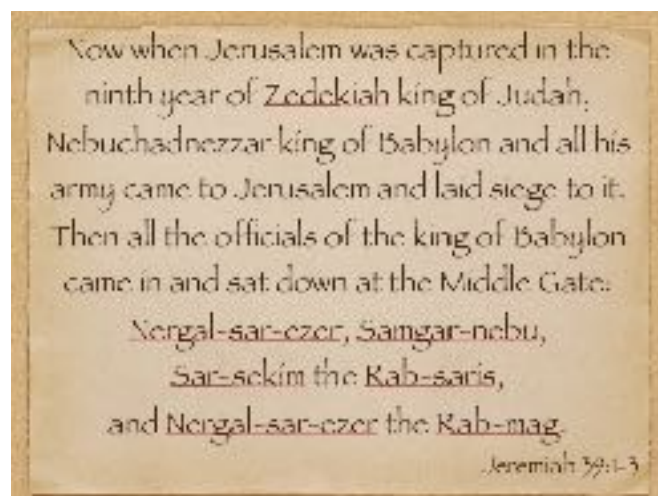 Now when Jerusalem was captured in the
ninth year of Zedekiah king of Judah,
Nebuchadnezzar king of Babylon and all his
army came to Jerusalem and laid siege to it.
Then all the officials of the king of Babylon
came in and sat down at the Middle Gate:
Nergal-sar-ezer, Samgar-nebu,
Sar-sekim the Rab-saris,
and Nergal-sar-ezer the Rab-mag.
Jeremiah 39:1-3